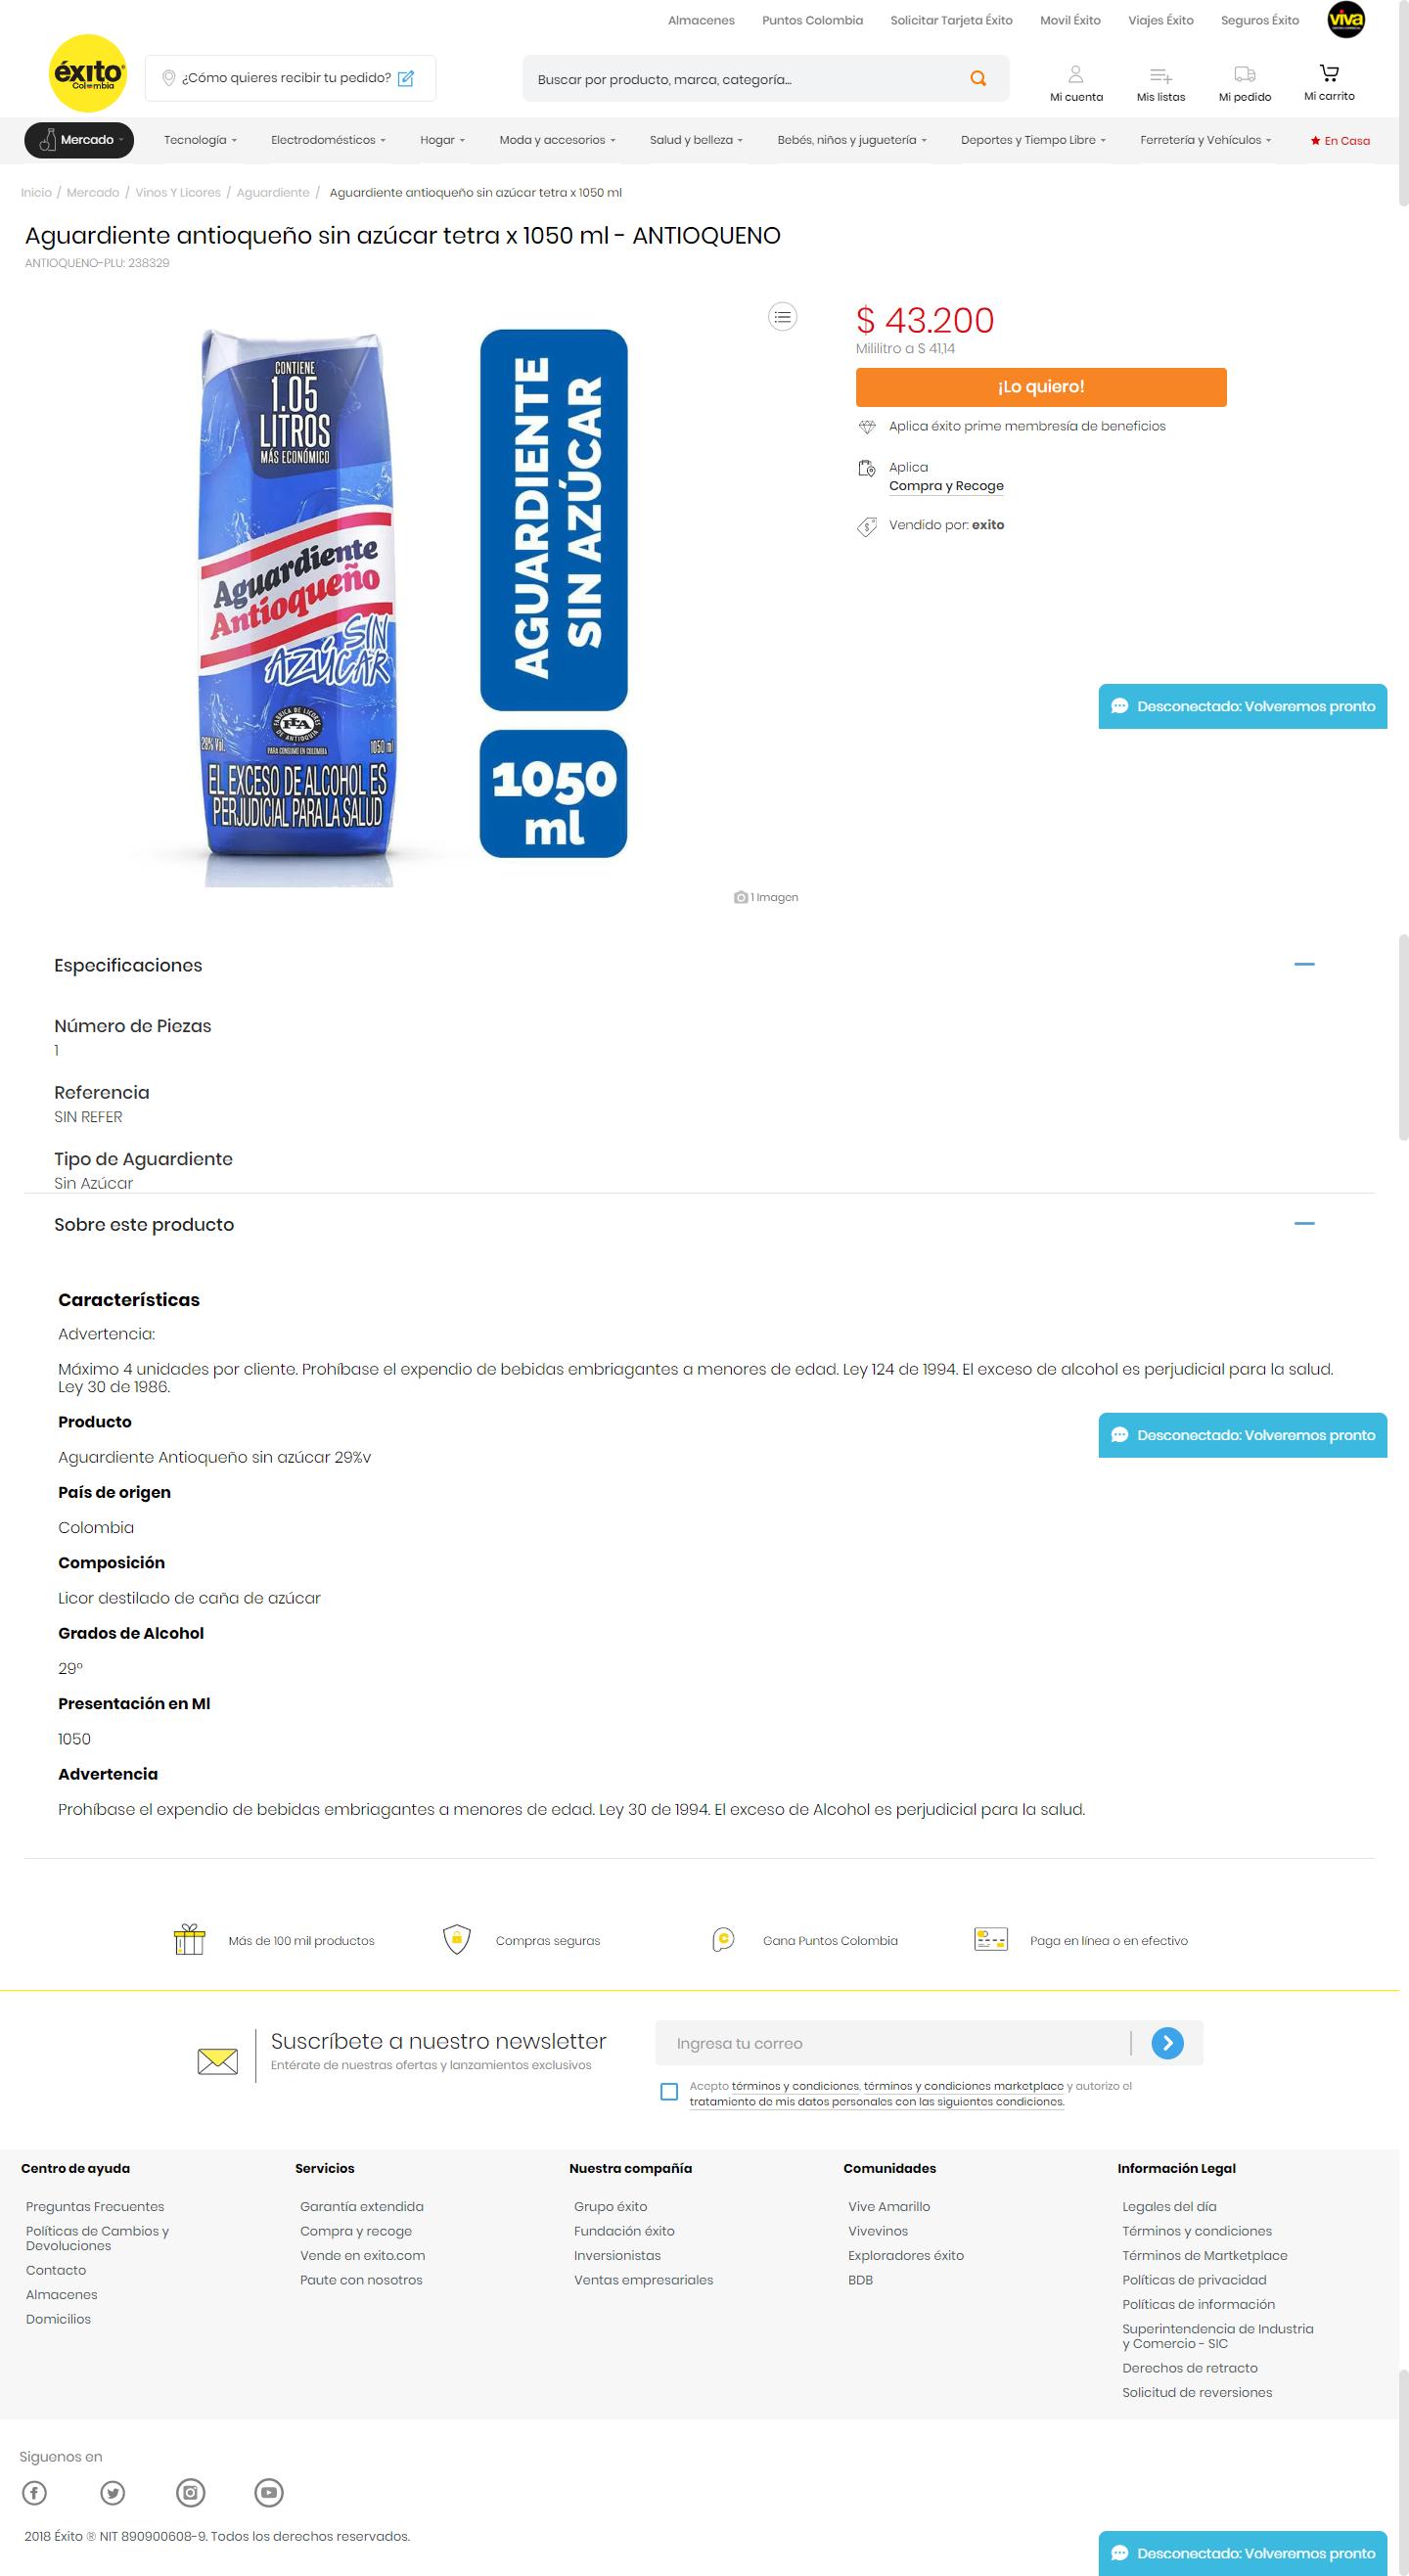 Almacenes Puntos Colombia Solicitar Tarjeta Éxito Movil Éxito Viajes Éxito Seguros Éxito viva
éxito
Colombia
¿Cómo quieres recibir tu pedido?
Buscar por producto, marca, categoría...
Mi cuenta Mis listas Mi pedido Mi carrito
Mercado Tecnología Electrodomésticos Hogar Moda y accesorios Salud y belleza Bebés, niños y juguetería Deportes y Tiempo Libre Ferretería y Vehículos En Casa
Inicio / Mercado / Vinos Y Licores / Aguardiente / Aguardiente antioqueño sin azúcar tetra x 1050 ml
Aguardiente antioqueño sin azúcar tetra x 1050 ml - ANTIOQUENO
ANTIOQUENO-PLU: 238329
CONTIENE
1.05
LITROS
MÁS ECONÓMICO
Aguardiente
Antioqueño
SIN
AZÚCAR
FÁBRICA DE LICORES
FLA
DE ANTIOQUIA
29% Vol.
PARA CONSUMO EN COLOMBIA
1050 ml
EL EXCESO DE ALCOHOL ES
PERJUDICIAL PARA LA SALUD
AGUARDIENTE
SIN AZÚCAR
1050
ml
1 Imagen
$ 43.200
Mililitro a $ 41,14
¡Lo quiero!
Aplica éxito prime membresía de beneficios
Aplica
Compra y Recoge
Vendido por: exito
Desconectado: Volveremos pronto
Especificaciones
Número de Piezas
1
Referencia
SIN REFER
Tipo de Aguardiente
Sin Azúcar
Sobre este producto
Características
Advertencia:
Máximo 4 unidades por cliente. Prohíbase el expendio de bebidas embriagantes a menores de edad. Ley 124 de 1994. El exceso de alcohol es perjudicial para la salud.
Ley 30 de 1986.
Producto
Desconectado: Volveremos pronto
Aguardiente Antioqueño sin azúcar 29%v
País de origen
Colombia
Composición
Licor destilado de caña de azúcar
Grados de Alcohol
29°
Presentación en Ml
1050
Advertencia
Prohíbase el expendio de bebidas embriagantes a menores de edad. Ley 30 de 1994. El exceso de Alcohol es perjudicial para la salud.
Más de 100 mil productos Compras seguras Gana Puntos Colombia Paga en línea o en efectivo
Suscríbete a nuestro newsletter
Entérate de nuestras ofertas y lanzamientos exclusivos
Ingresa tu correo
Acepto términos y condiciones, términos y condiciones marketplace y autorizo el
tratamiento de mis datos personales con las siguientes condiciones.
Centro de ayuda
Preguntas Frecuentes
Políticas de Cambios y
Devoluciones
Contacto
Almacenes
Domicilios
Servicios
Garantía extendida
Compra y recoge
Vende en exito.com
Paute con nosotros
Nuestra compañía
Grupo éxito
Fundación éxito
Inversionistas
Ventas empresariales
Comunidades
Vive Amarillo
Vivevinos
Exploradores éxito
BDB
Información Legal
Legales del día
Términos y condiciones
Términos de Martketplace
Políticas de privacidad
Políticas de información
Superintendencia de Industria
y Comercio - SIC
Derechos de retracto
Solicitud de reversiones
Siguenos en
2018 Éxito ® NIT 890900608-9. Todos los derechos reservados.
Desconectado: Volveremos pronto